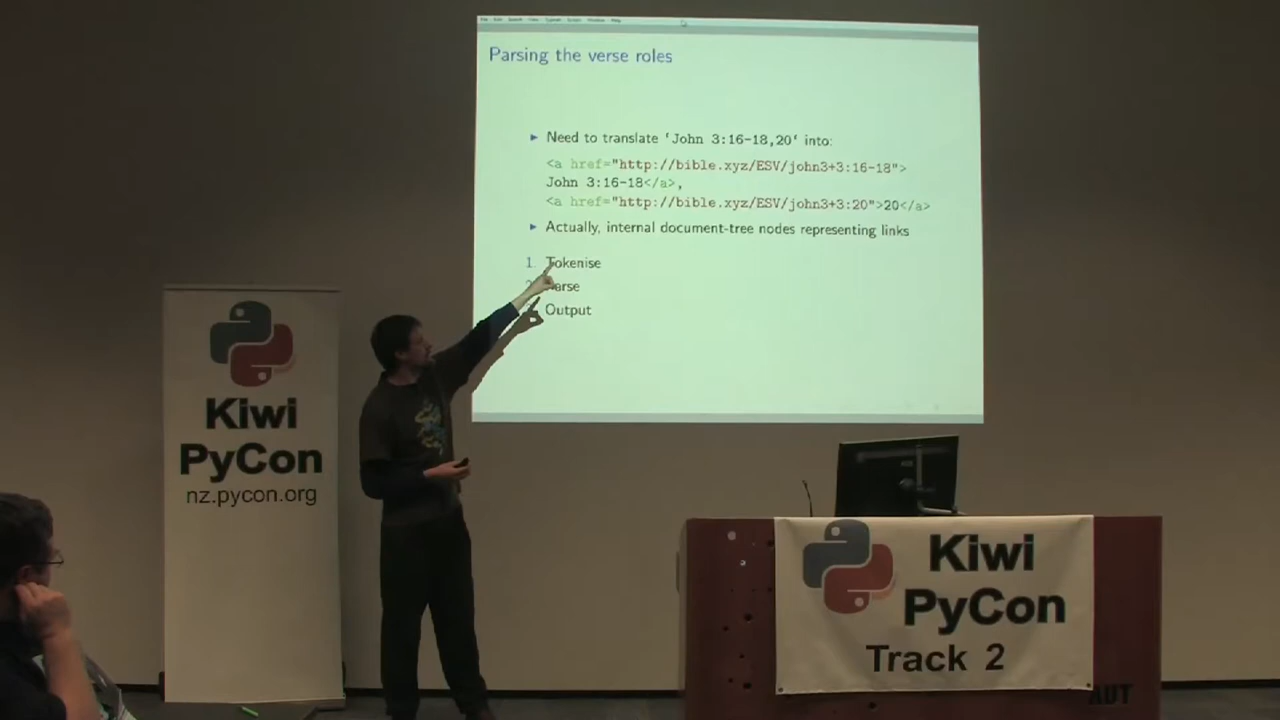 Parsing the verse roles
▶ Need to translate ‘John 3:16-18,20‘ into:
<a href="http://bible.xyz/ESV/john3+3:16-18">
John 3:16-18</a>,
<a href="http://bible.xyz/ESV/john3+3:20">20</a>
▶ Actually, internal document-tree nodes representing links
1. Tokenise
Parse
Output
Kiwi
PyCon
nz.pycon.org
Kiwi
PyCon
Track 2
AUT